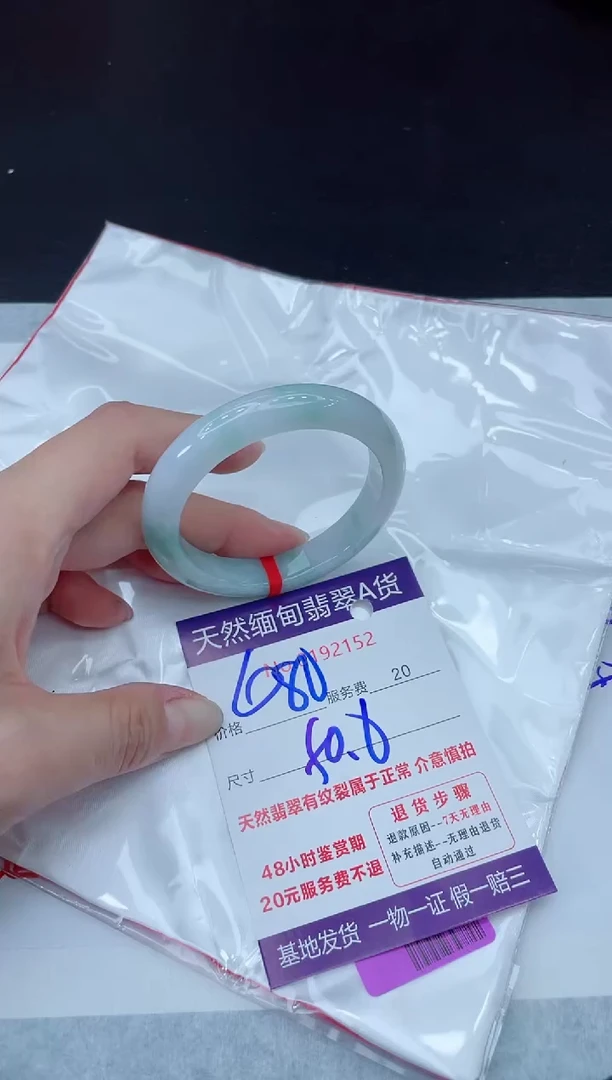 天然缅甸翡翠A货
192152
680
价格
服务费 20
尺寸
天然翡翠有纹裂属于正常 介意慎拍
48小时鉴赏期
20元服务费不退
退货步骤
退款原因--7天无理由
补充描述--无理由退货
自动通过
基地发货 一物一证 假一赔三